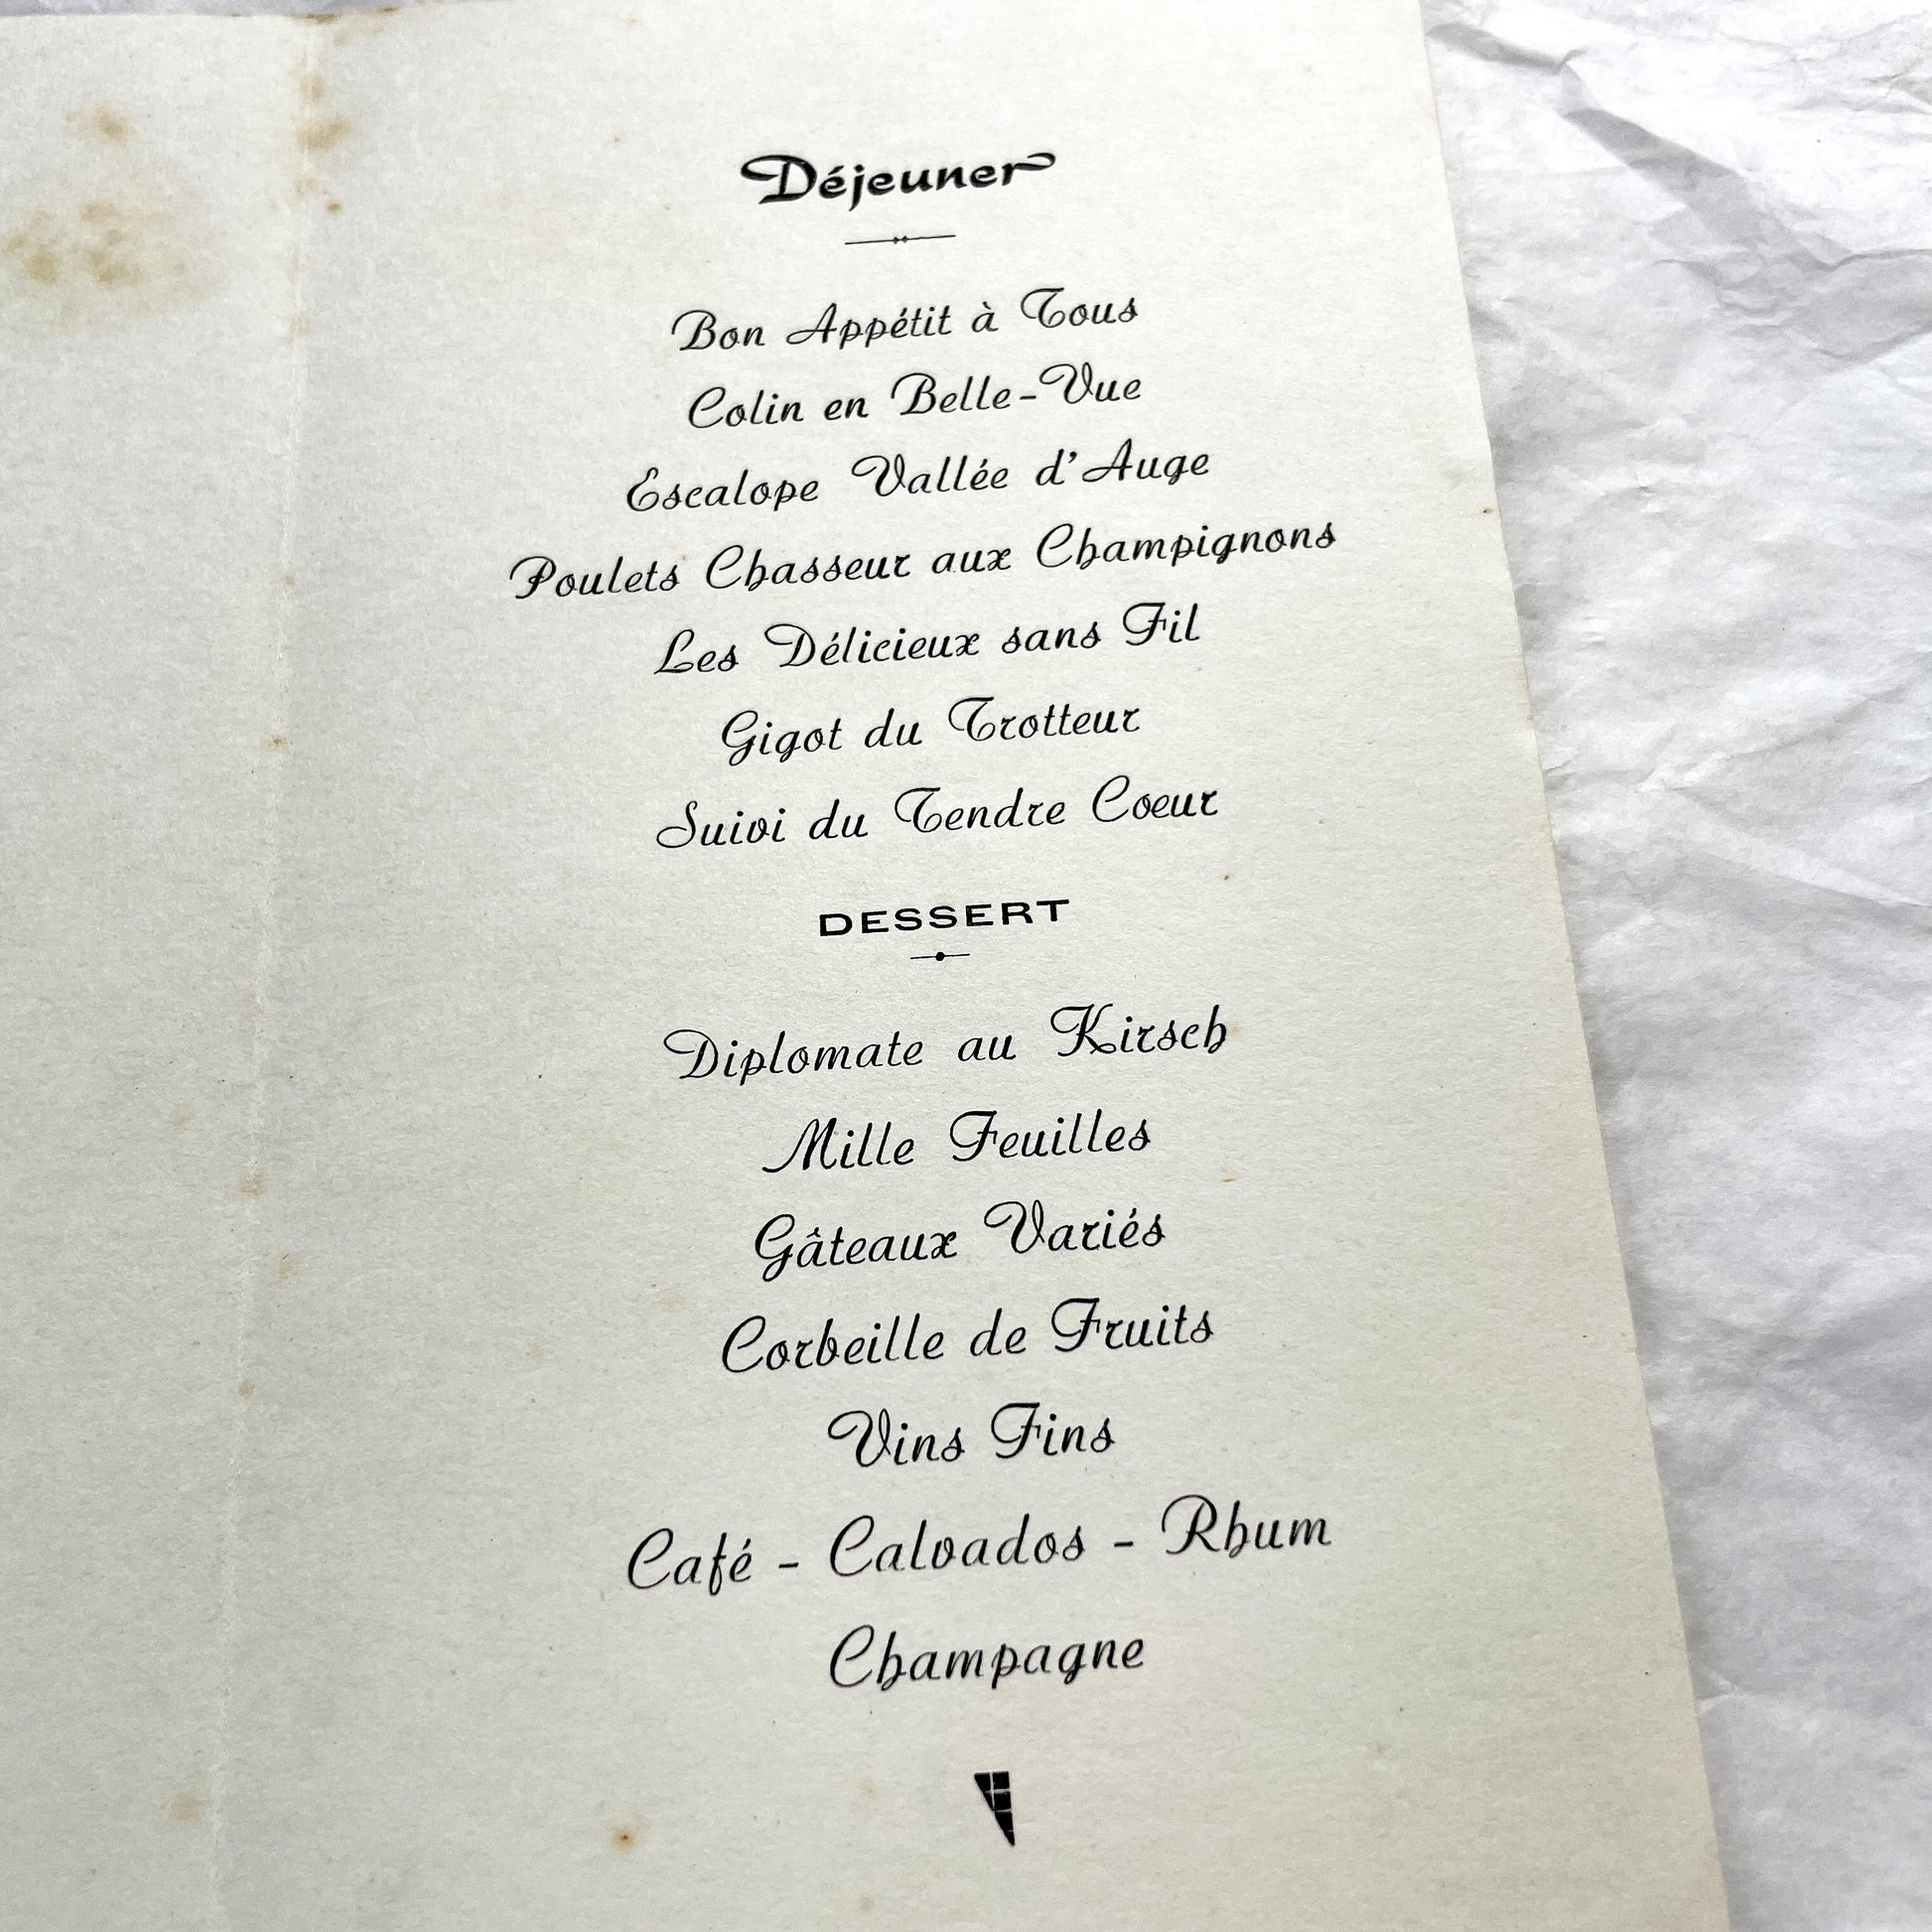 Déjeuner
Bon Appétit à Tous
Colin en Belle-Vue
Escalope Vallée d'Auge
Poulets Chasseur aux Champignons
Les Délicieux sans Fil
Gigot du Trotteur
Suivi du Tendre Coeur
DESSERT
Diplomate au Kirsch
Mille Feuilles
Gâteaux Variés
Corbeille de Fruits
Vins Fins
Café - Calvados - Rhum
Champagne